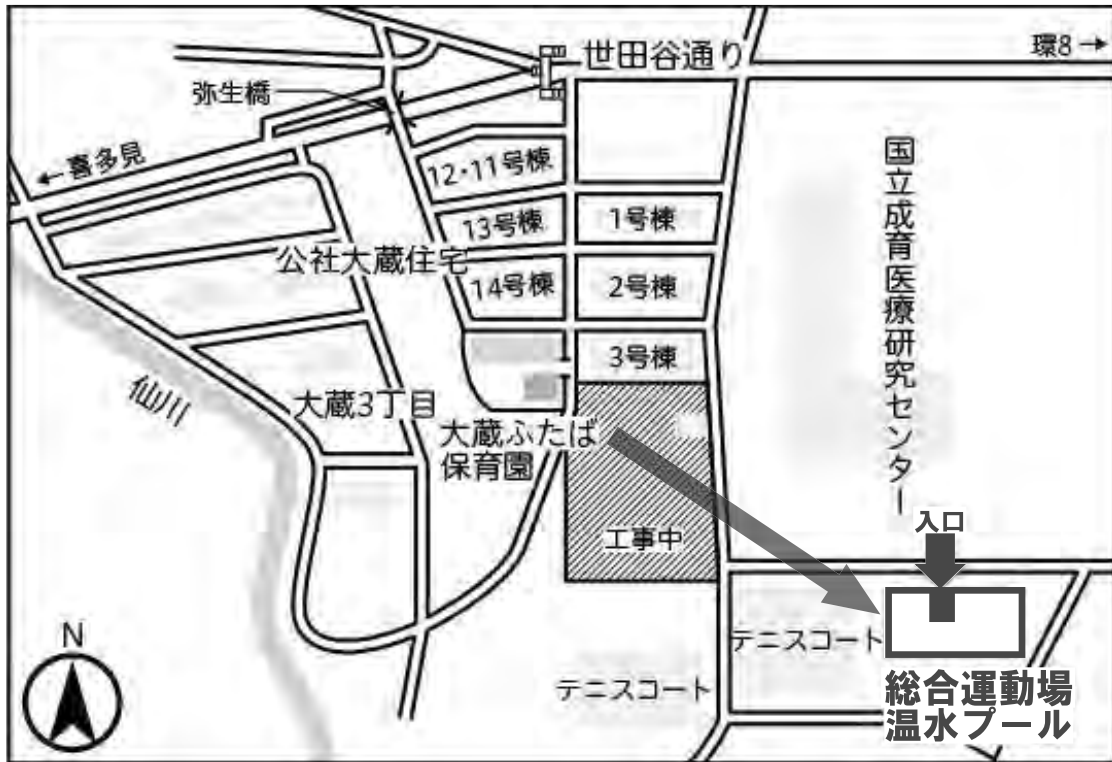 世田谷通り
環8→
弥生橋
←喜多見
12・11号棟
13号棟
1号棟
公社大蔵住宅
14号棟
2号棟
3号棟
国立成育医療研究センター
仙川
大蔵3丁目
大蔵ふたば
保育園
工事中
入口
N
テニスコート
テニスコート
総合運動場
温水プール